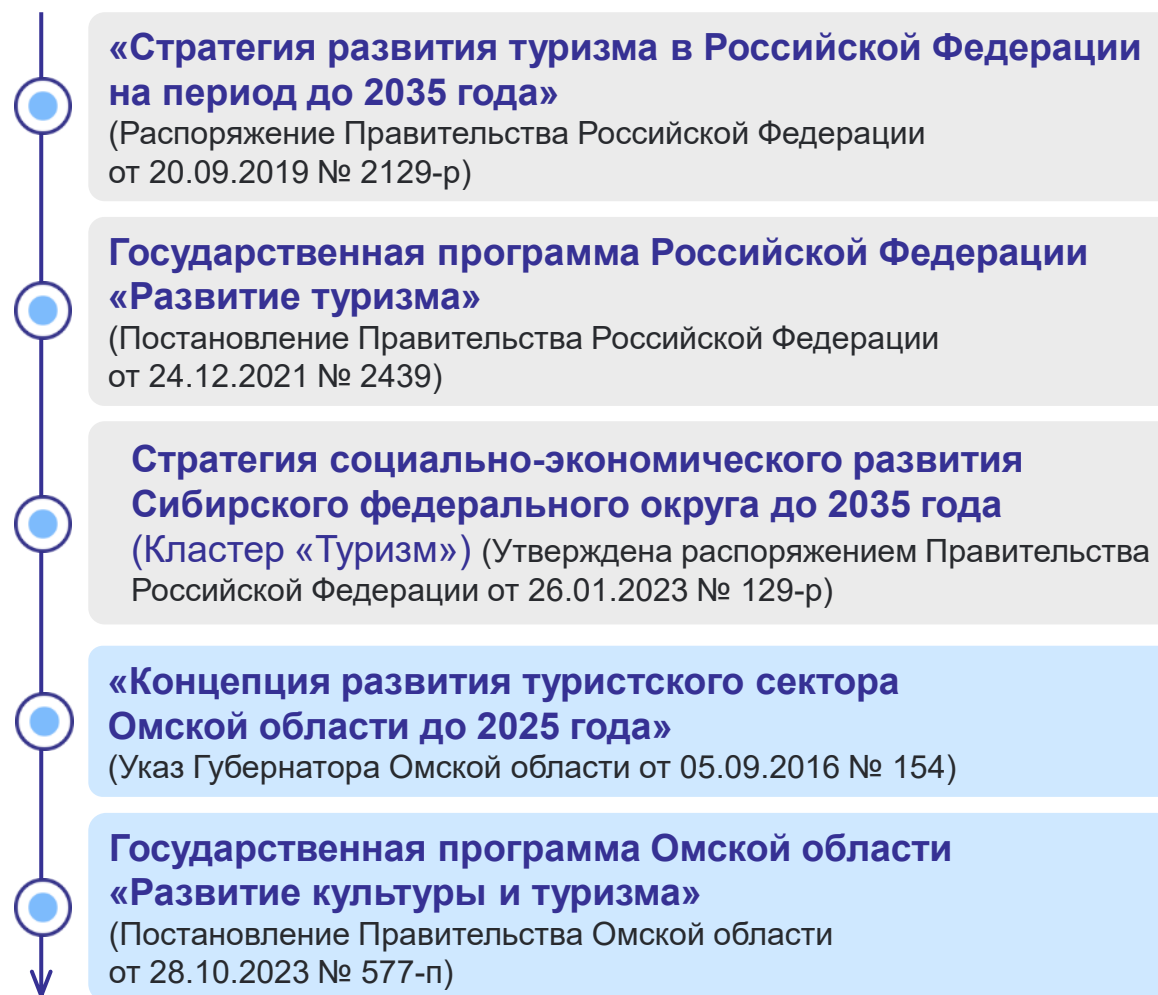 «Стратегия развития туризма в Российской Федерации
на период до 2035 года»
(Распоряжение Правительства Российской Федерации
от 20.09.2019 № 2129-р)
Государственная программа Российской Федерации
«Развитие туризма»
(Постановление Правительства Российской Федерации
от 24.12.2021 № 2439)
Стратегия социально-экономического развития
Сибирского федерального округа до 2035 года
(Кластер «Туризм») (Утверждена распоряжением Правительства
Российской Федерации от 26.01.2023 № 129-р)
«Концепция развития туристского сектора
Омской области до 2025 года»
(Указ Губернатора Омской области от 05.09.2016 № 154)
Государственная программа Омской области
«Развитие культуры и туризма»
(Постановление Правительства Омской области
от 28.10.2023 № 577-п)